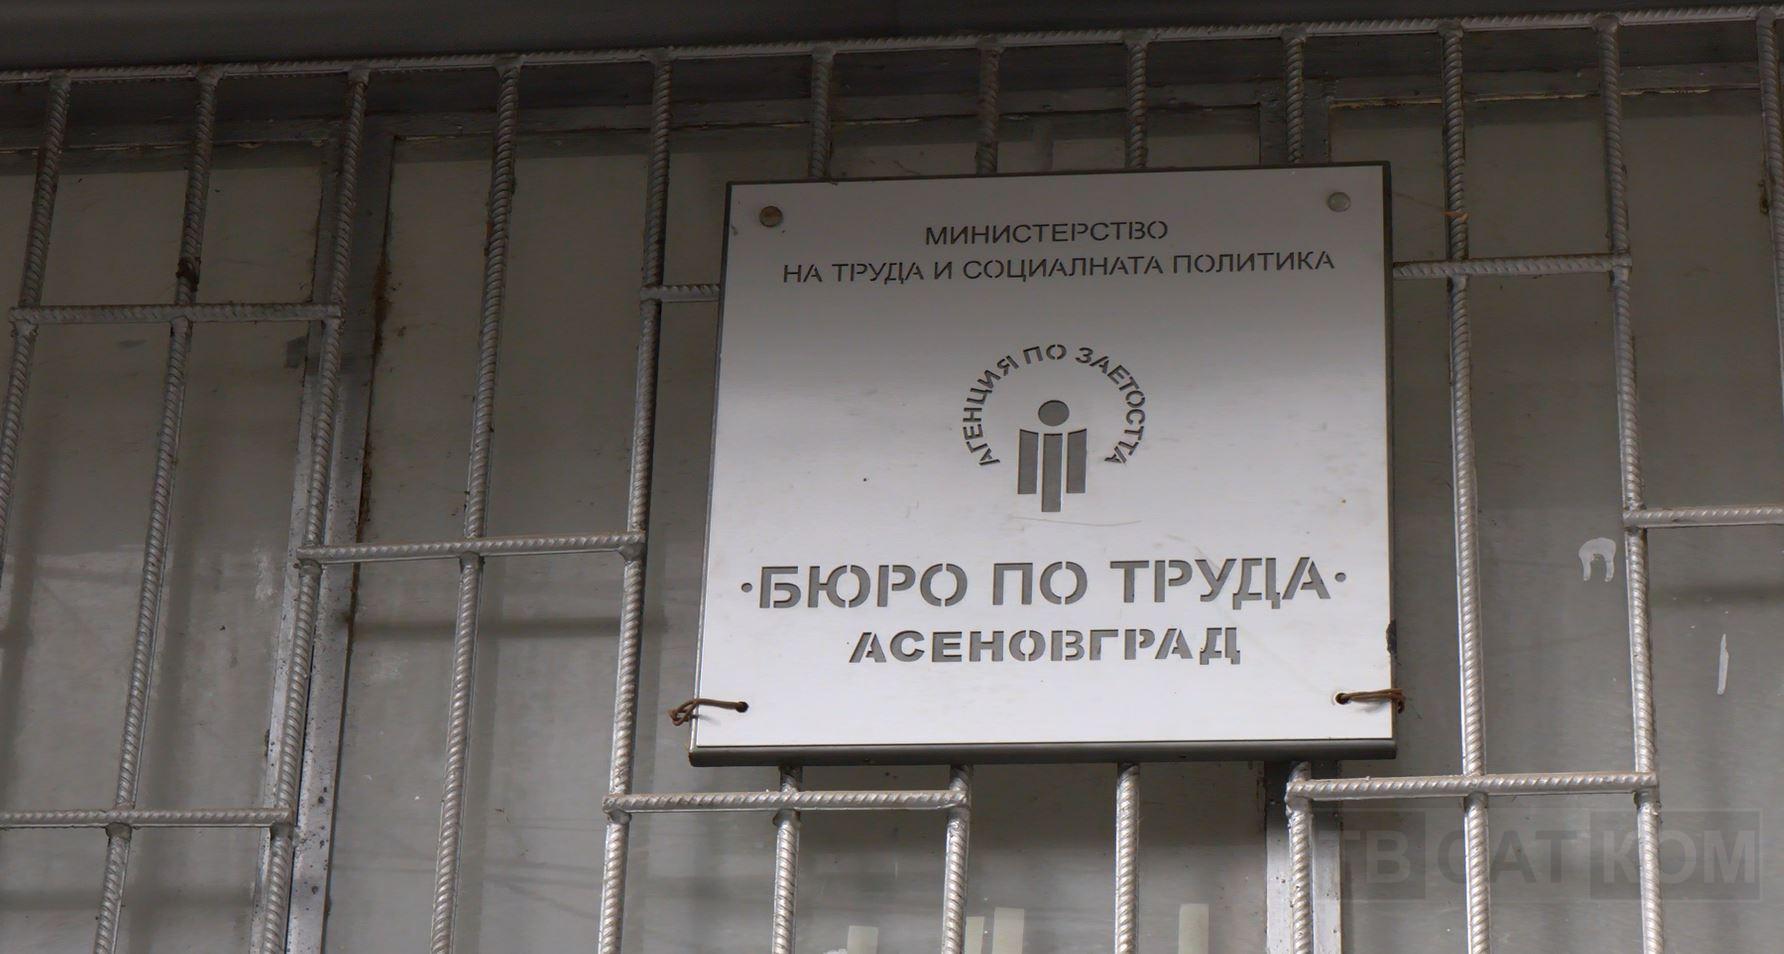 МИНИСТЕРСТВО
НА ТРУДА И СОЦИАЛНАТА ПОЛИТИКА
АГЕНЦИЯ ПО ЗАЕТОСТТА
·БЮРО ПО ТРУДА·
АСЕНОВГРАД
ТВ САТ КОМ